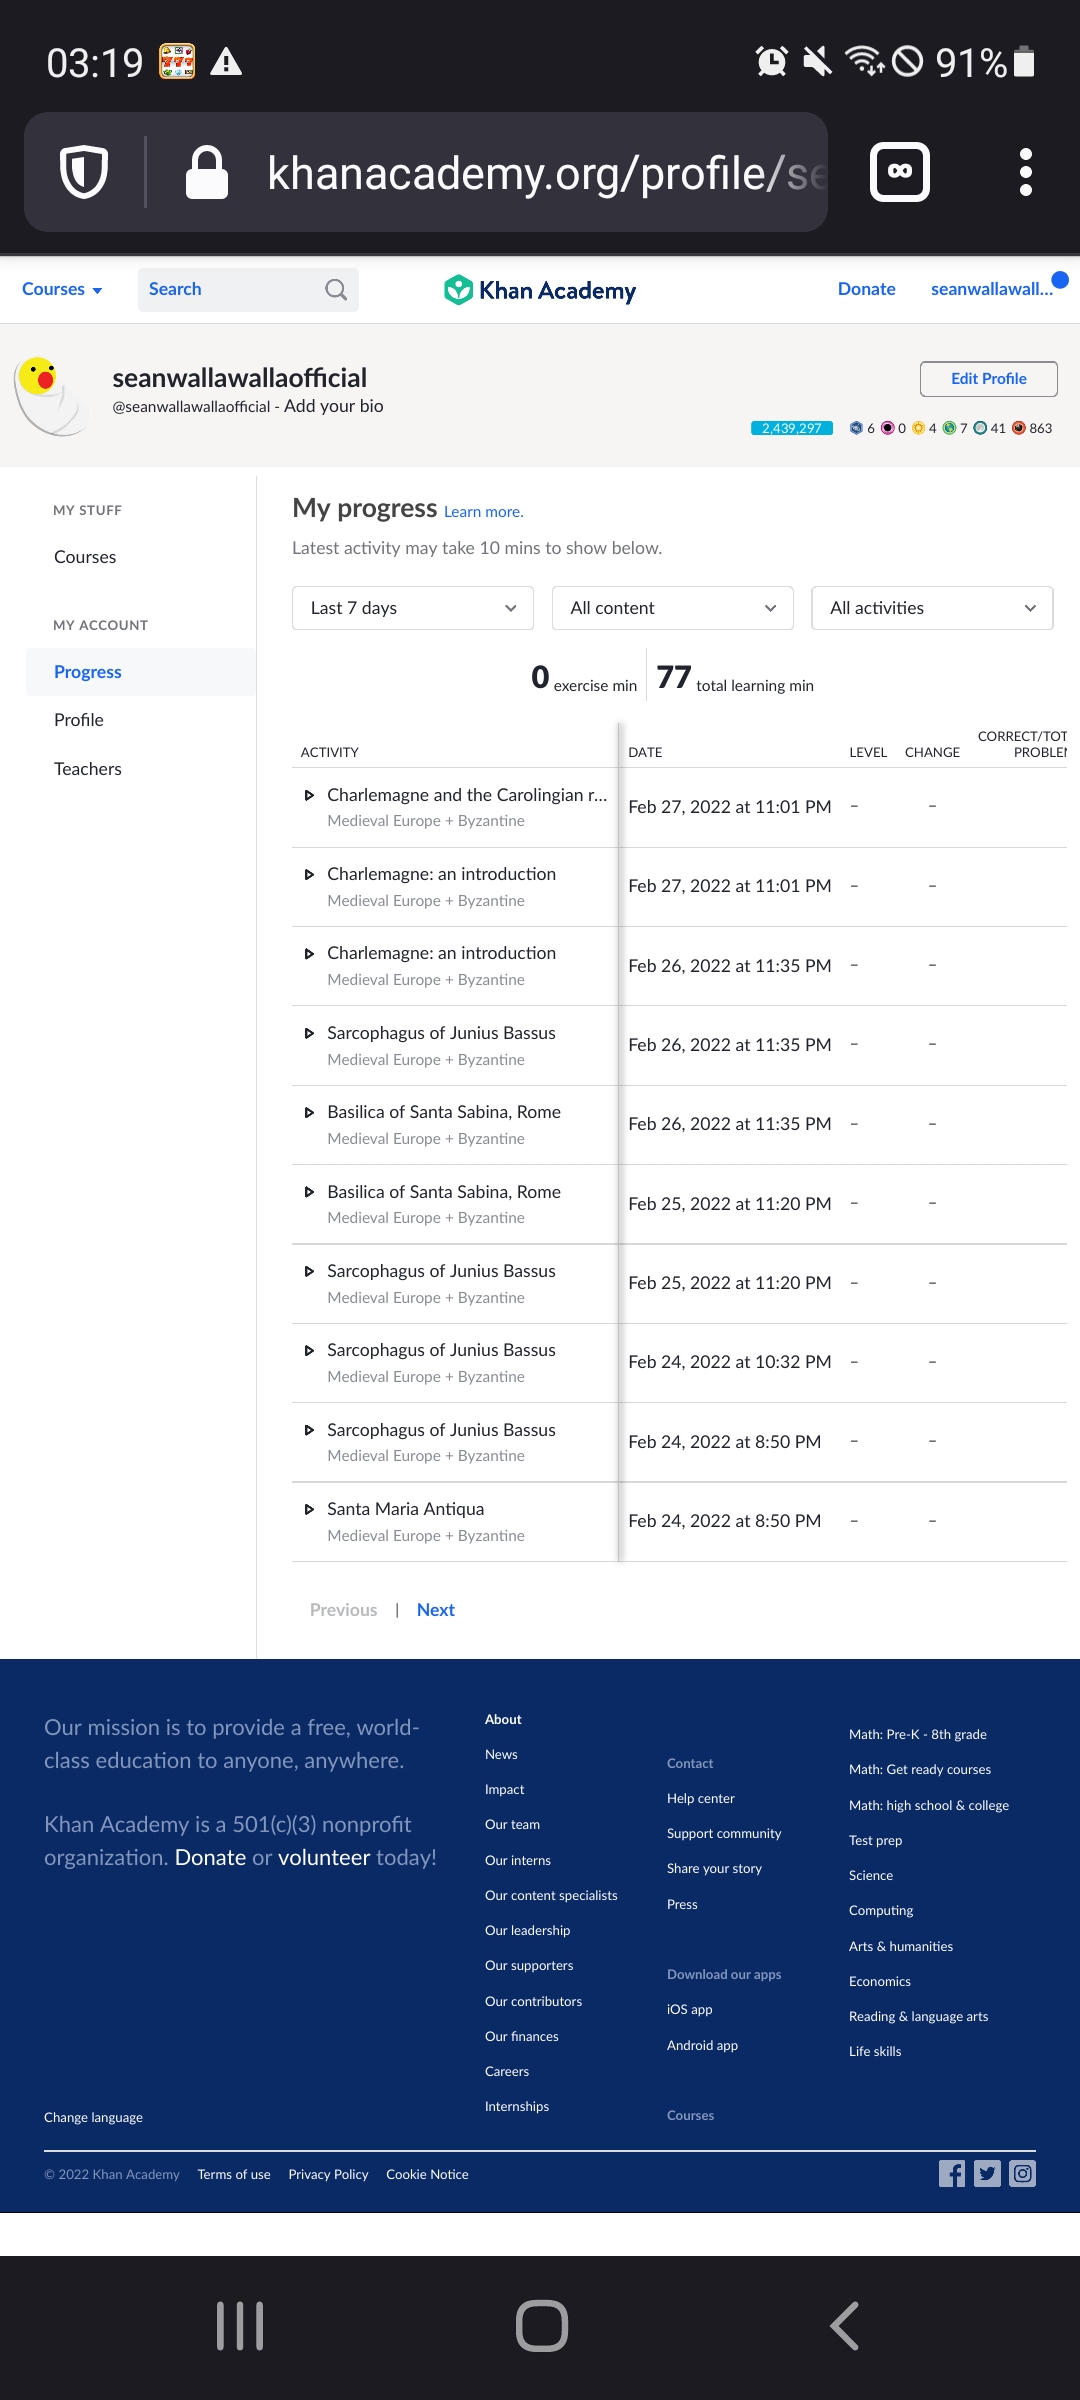 03:19
91%
khanacademy.org/profile/se
Courses
Search
Khan Academy
Donate
seanwallawall...
seanwallawallaofficial
@seanwallawallaofficial - Add your bio
Edit Profile
2,439,297 6 0 4 7 41 863
MY STUFF
Courses
MY ACCOUNT
Progress
Profile
Teachers
My progress Learn more.
Latest activity may take 10 mins to show below.
Last 7 days
All content
All activities
0 exercise min
77 total learning min
ACTIVITY
DATE
LEVEL
CHANGE
CORRECT/TOT
PROBLEM
Charlemagne and the Carolingian r...
Medieval Europe + Byzantine
Feb 27, 2022 at 11:01 PM – –
Charlemagne: an introduction
Medieval Europe + Byzantine
Feb 27, 2022 at 11:01 PM – –
Charlemagne: an introduction
Medieval Europe + Byzantine
Feb 26, 2022 at 11:35 PM – –
Sarcophagus of Junius Bassus
Medieval Europe + Byzantine
Feb 26, 2022 at 11:35 PM – –
Basilica of Santa Sabina, Rome
Medieval Europe + Byzantine
Feb 26, 2022 at 11:35 PM – –
Basilica of Santa Sabina, Rome
Medieval Europe + Byzantine
Feb 25, 2022 at 11:20 PM – –
Sarcophagus of Junius Bassus
Medieval Europe + Byzantine
Feb 25, 2022 at 11:20 PM – –
Sarcophagus of Junius Bassus
Medieval Europe + Byzantine
Feb 24, 2022 at 10:32 PM – –
Sarcophagus of Junius Bassus
Medieval Europe + Byzantine
Feb 24, 2022 at 8:50 PM – –
Santa Maria Antiqua
Medieval Europe + Byzantine
Feb 24, 2022 at 8:50 PM – –
Previous | Next
Our mission is to provide a free, world-
class education to anyone, anywhere.
Khan Academy is a 501(c)(3) nonprofit
organization. Donate or volunteer today!
About
News
Impact
Our team
Our interns
Our content specialists
Our leadership
Our supporters
Our contributors
Our finances
Careers
Internships
Contact
Help center
Support community
Share your story
Press
Download our apps
iOS app
Android app
Courses
Math: Pre-K - 8th grade
Math: Get ready courses
Math: high school & college
Test prep
Science
Computing
Arts & humanities
Economics
Reading & language arts
Life skills
Change language
© 2022 Khan Academy Terms of use Privacy Policy Cookie Notice